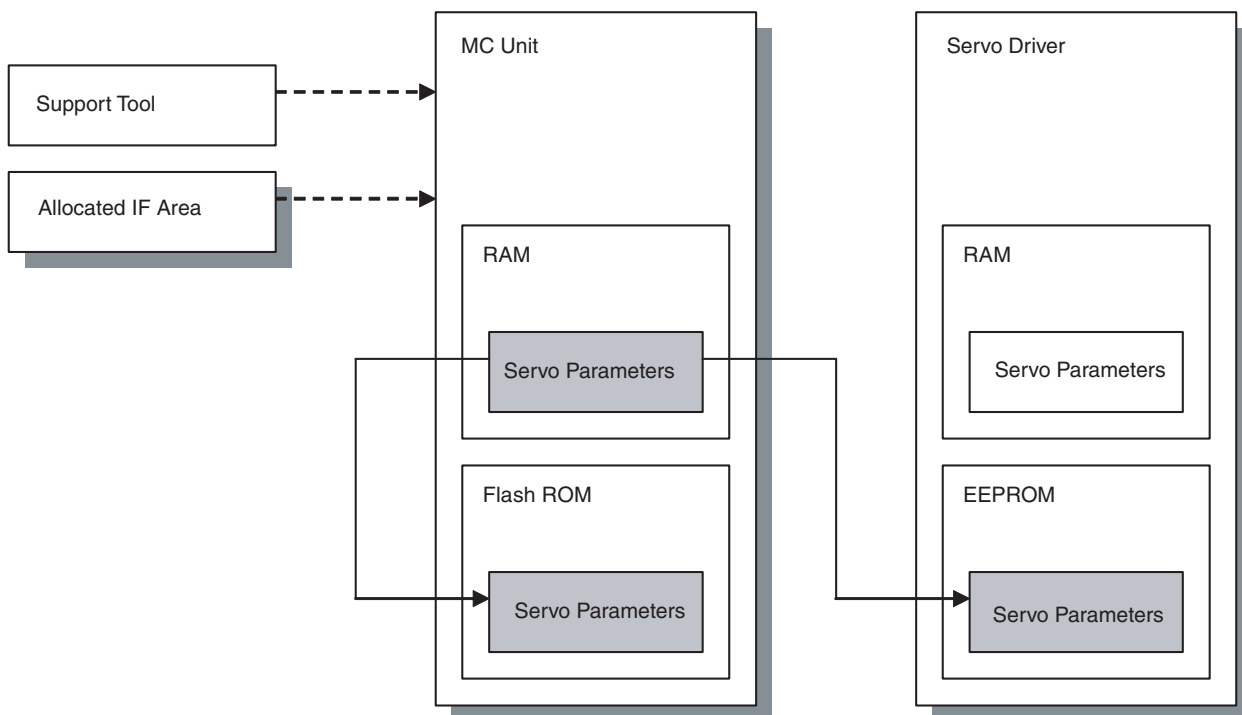 MC Unit
Servo Driver
Support Tool
Allocated IF Area
RAM
RAM
Servo Parameters
Servo Parameters
Flash ROM
EEPROM
Servo Parameters
Servo Parameters